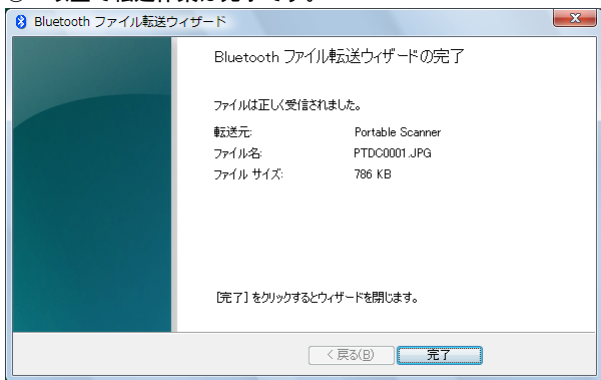 Bluetooth ファイル転送ウィザード
Bluetooth ファイル転送ウィザードの完了
ファイルは正しく受信されました。
転送元: Portable Scanner
ファイル名: PTDC0001.JPG
ファイル サイズ: 786 KB
[完了] をクリックするとウィザードを閉じます。
< 戻る(B) 完了